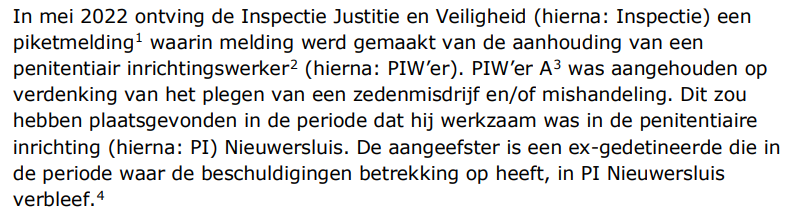 In mei 2022 ontving de Inspectie Justitie en Veiligheid (hierna: Inspectie) een
piketmelding¹ waarin melding werd gemaakt van de aanhouding van een
penitentiair inrichtingswerker² (hierna: PIW’er). PIW’er A³ was aangehouden op
verdenking van het plegen van een zedenmisdrijf en/of mishandeling. Dit zou
hebben plaatsgevonden in de periode dat hij werkzaam was in de penitentiaire
inrichting (hierna: PI) Nieuwersluis. De aangeefster is een ex-gedetineerde die in
de periode waar de beschuldigingen betrekking op heeft, in PI Nieuwersluis
verbleef.⁴